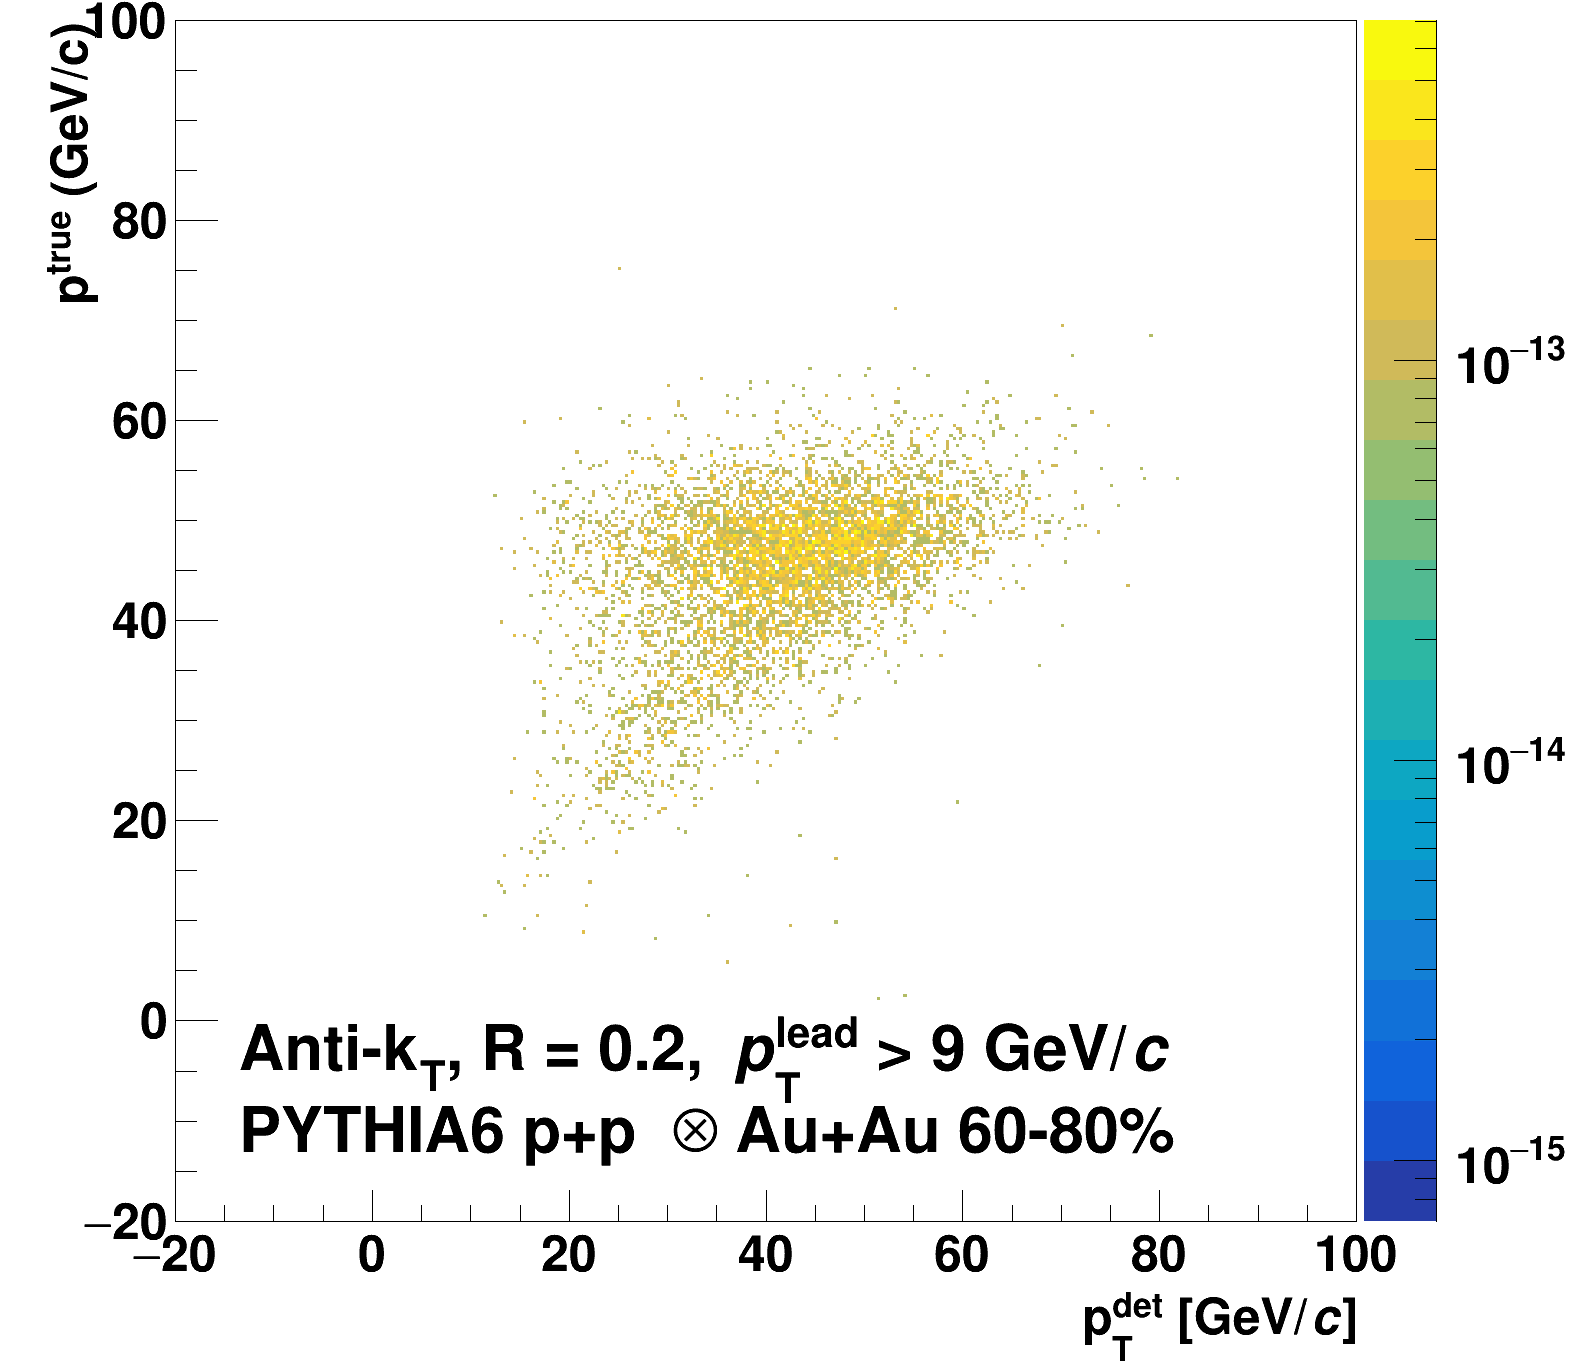 100
80
60
40
20
0
−20
p^true (GeV/c)
Anti-k_T, R = 0.2, p_T^lead > 9 GeV/c
PYTHIA6 p+p ⊗ Au+Au 60-80%
−20 0 20 40 60 80 100
p_T^det [GeV/c]
10^−13
10^−14
10^−15